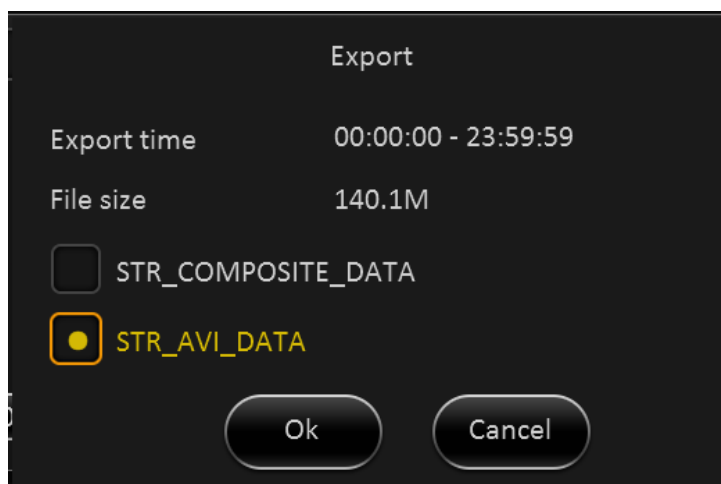 Export
Export time 00:00:00 - 23:59:59
File size 140.1M
STR_COMPOSITE_DATA
STR_AVI_DATA
Ok Cancel